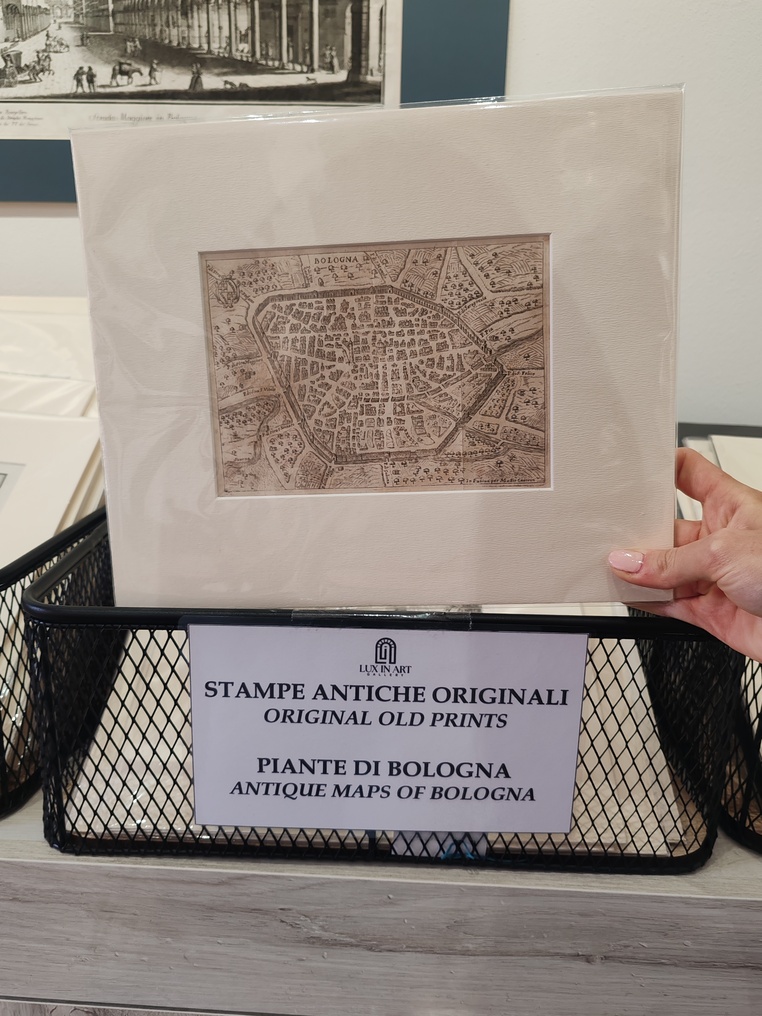 BOLOGNA
LUX IN ART
GALLERY
STAMPE ANTICHE ORIGINALI
ORIGINAL OLD PRINTS
PIANTE DI BOLOGNA
ANTIQUE MAPS OF BOLOGNA